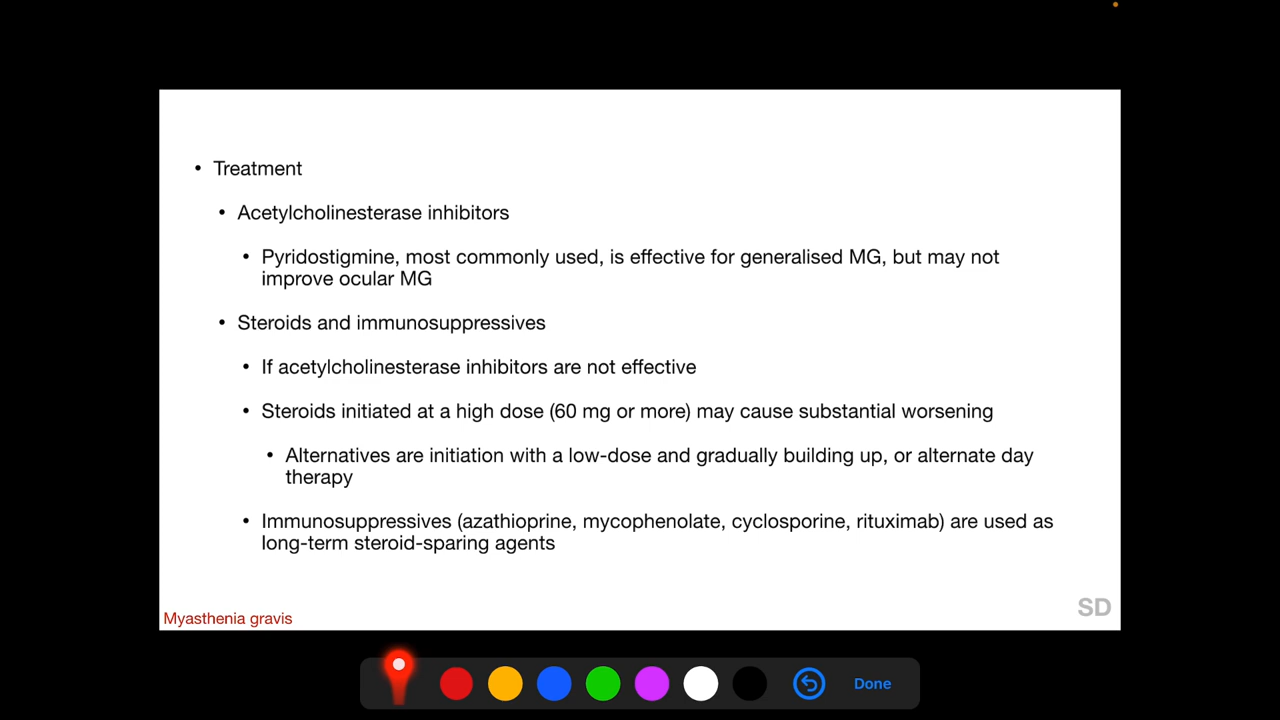 • Treatment
• Acetylcholinesterase inhibitors
• Pyridostigmine, most commonly used, is effective for generalised MG, but may not
improve ocular MG
• Steroids and immunosuppressives
• If acetylcholinesterase inhibitors are not effective
• Steroids initiated at a high dose (60 mg or more) may cause substantial worsening
• Alternatives are initiation with a low-dose and gradually building up, or alternate day
therapy
• Immunosuppressives (azathioprine, mycophenolate, cyclosporine, rituximab) are used as
long-term steroid-sparing agents
SD
Myasthenia gravis
Done